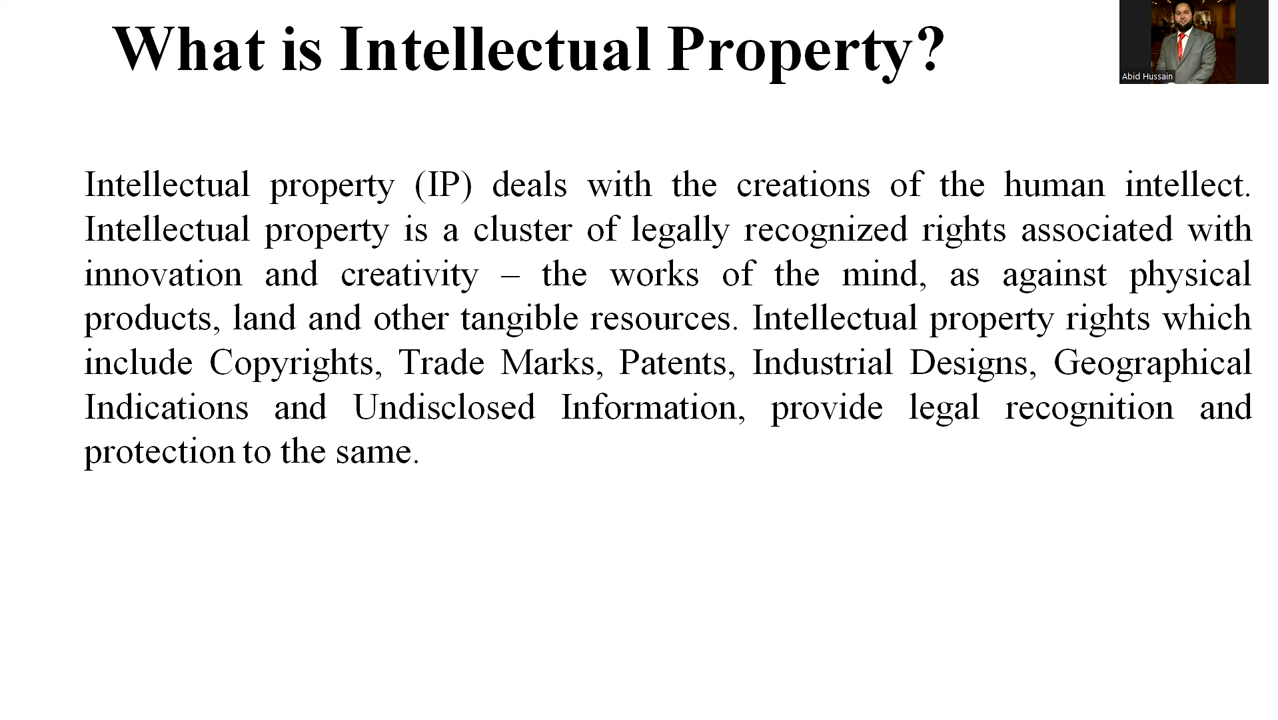 What is Intellectual Property?
Abid Hussain
Intellectual property (IP) deals with the creations of the human intellect.
Intellectual property is a cluster of legally recognized rights associated with
innovation and creativity – the works of the mind, as against physical
products, land and other tangible resources. Intellectual property rights which
include Copyrights, Trade Marks, Patents, Industrial Designs, Geographical
Indications and Undisclosed Information, provide legal recognition and
protection to the same.